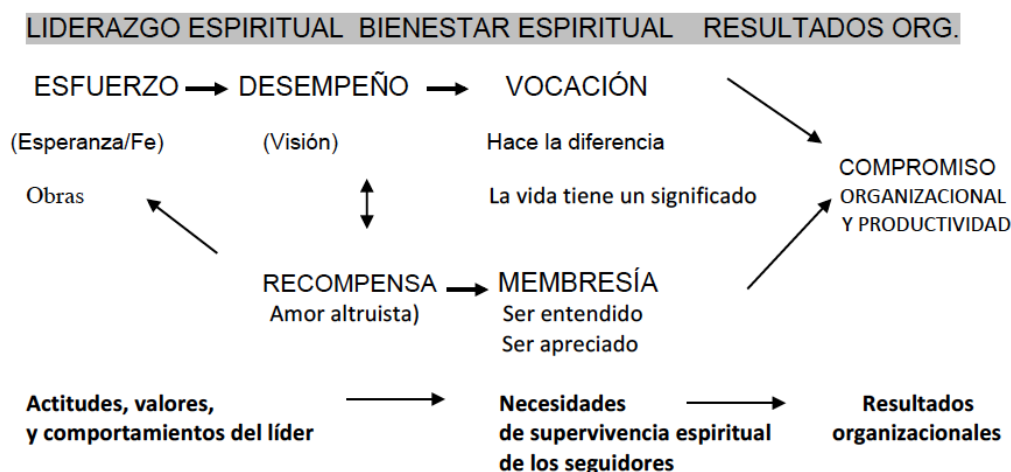 LIDERAZGO ESPIRITUAL BIENESTAR ESPIRITUAL RESULTADOS ORG.
ESFUERZO DESEMPEÑO VOCACIÓN
(Esperanza/Fe) (Visión) Hace la diferencia
COMPROMISO
Obras La vida tiene un significado ORGANIZACIONAL
Y PRODUCTIVIDAD
RECOMPENSA MEMBRESÍA
Amor altruista) Ser entendido
Ser apreciado
Actitudes, valores, Necesidades Resultados
y comportamientos del líder de supervivencia espiritual organizacionales
de los seguidores